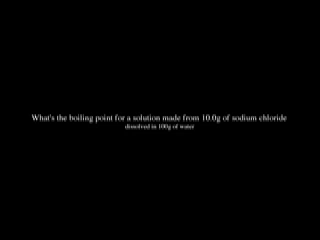 What's the boiling point for a solution made from 10.0g of sodium chloride
dissolved in 100g of water